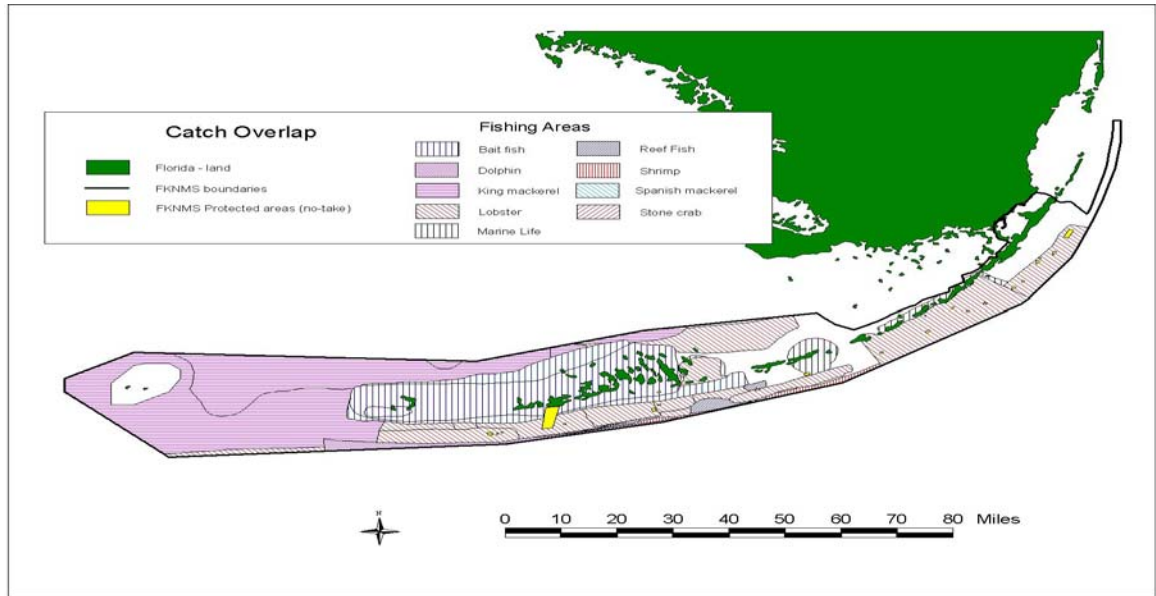 Catch Overlap
Florida - land
FKNMS boundaries
FKNMS Protected areas (no-take)
Fishing Areas
Bait fish
Dolphin
King mackerel
Lobster
Marine Life
Reef Fish
Shrimp
Spanish mackerel
Stone crab
N
0 10 20 30 40 50 60 70 80 Miles